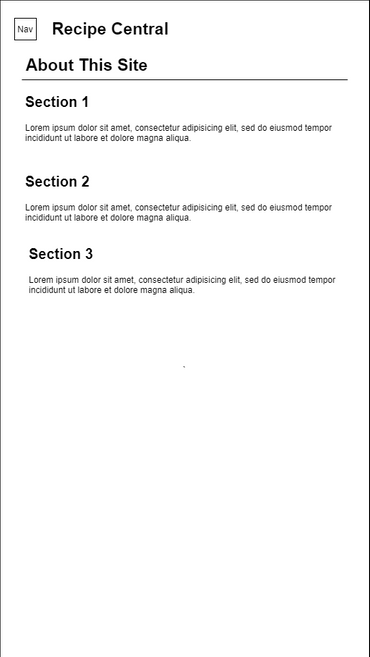 Nav
Recipe Central
About This Site
Section 1
Lorem ipsum dolor sit amet, consectetur adipisicing elit, sed do eiusmod tempor
incididunt ut labore et dolore magna aliqua.
Section 2
Lorem ipsum dolor sit amet, consectetur adipisicing elit, sed do eiusmod tempor
incididunt ut labore et dolore magna aliqua.
Section 3
Lorem ipsum dolor sit amet, consectetur adipisicing elit, sed do eiusmod tempor
incididunt ut labore et dolore magna aliqua.